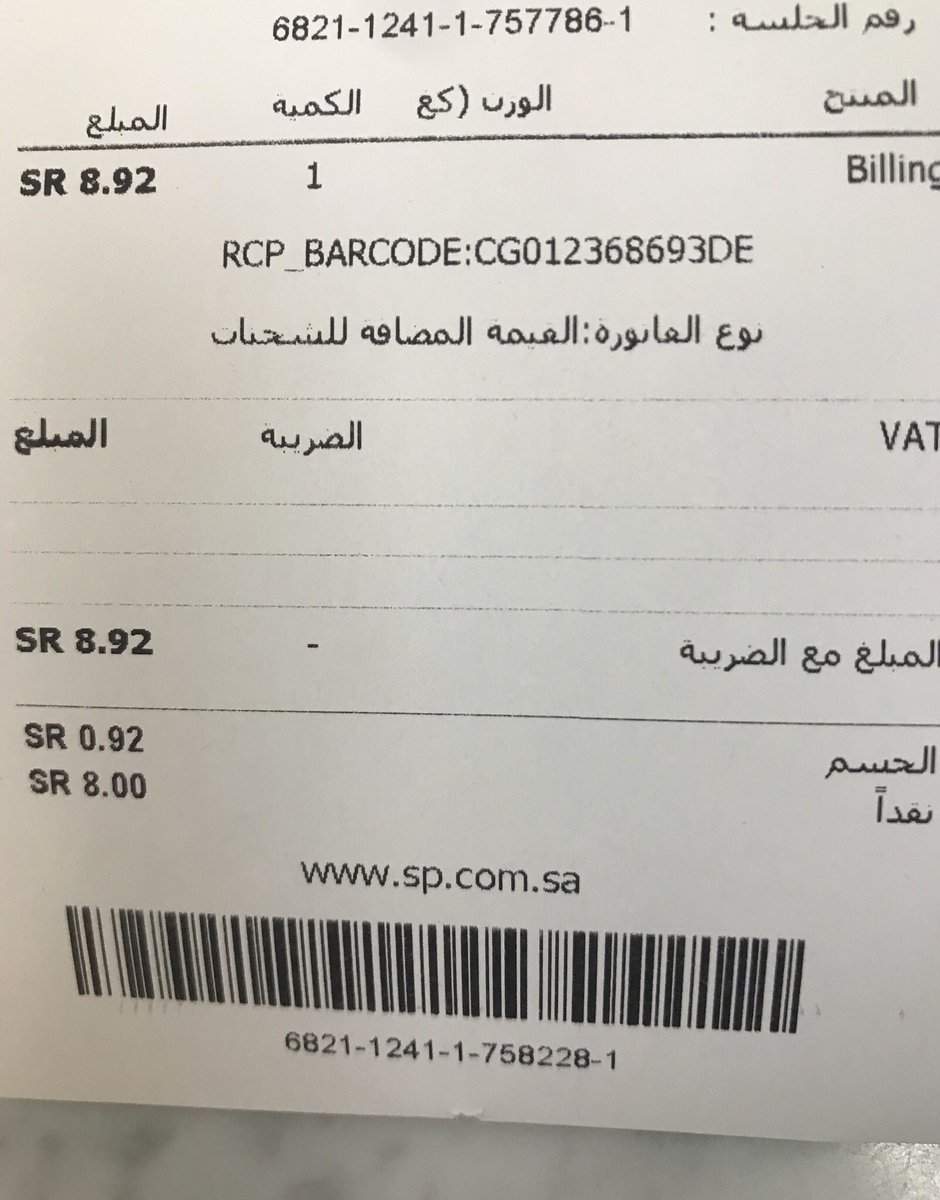 رقم الجلسه : 6821-1241-1-757786-1
المنتج الوزن (كغ الكمية المبلغ
Billing 1 SR 8.92
RCP_BARCODE:CG012368693DE
نوع الفاتورة:القيمة المضافة للشحنات
VAT الضريبة المبلغ
المبلغ مع الضريبة - SR 8.92
الحسم SR 0.92
نقداً SR 8.00
www.sp.com.sa
6821-1241-1-758228-1